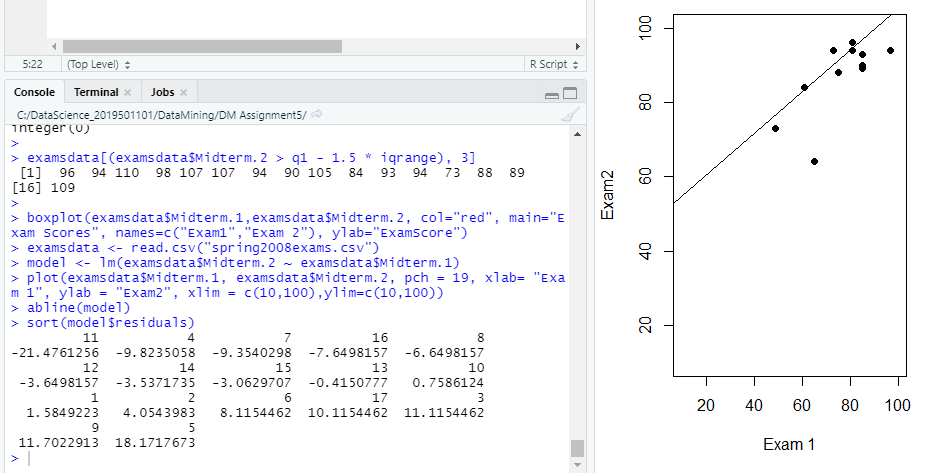 5:22 (Top Level) R Script
Console Terminal Jobs
C:/DataScience_2019501101/DataMining/DM Assignment5/
integer(0)
>
> examsdata[(examsdata$Midterm.2 > q1 - 1.5 * iqrange), 3]
[1] 96 94 110 98 107 107 94 90 105 84 93 94 73 88 89
[16] 109
>
> boxplot(examsdata$Midterm.1,examsdata$Midterm.2, col="red", main="E
xam Scores", names=c("Exam1","Exam 2"), ylab="ExamScore")
> examsdata <- read.csv("spring2008exams.csv")
> model <- lm(examsdata$Midterm.2 ~ examsdata$Midterm.1)
> plot(examsdata$Midterm.1, examsdata$Midterm.2, pch = 19, xlab= "Exa
m 1", ylab = "Exam2", xlim = c(10,100),ylim=c(10,100))
> abline(model)
> sort(model$residuals)
11 4 7 16 8
-21.4761256 -9.8235058 -9.3540298 -7.6498157 -6.6498157
12 14 15 13 10
-3.6498157 -3.5371735 -3.0629707 -0.4150777 0.7586124
1 2 6 17 3
1.5849223 4.0543983 8.1154462 10.1154462 11.1154462
9 5
11.7022913 18.1717673
>
100
80
60
40
20
Exam2
20 40 60 80 100
Exam 1